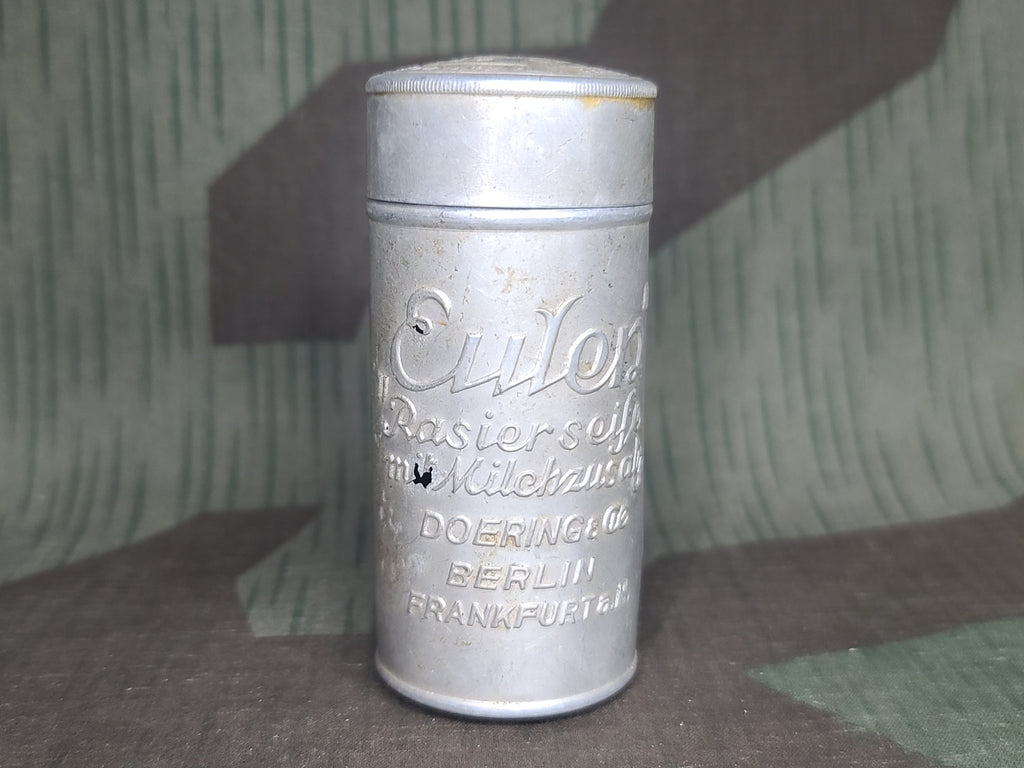 Eulen
Rasierseife
mit Milchzusatz
DOERING & Co
BERLIN
FRANKFURT a.M